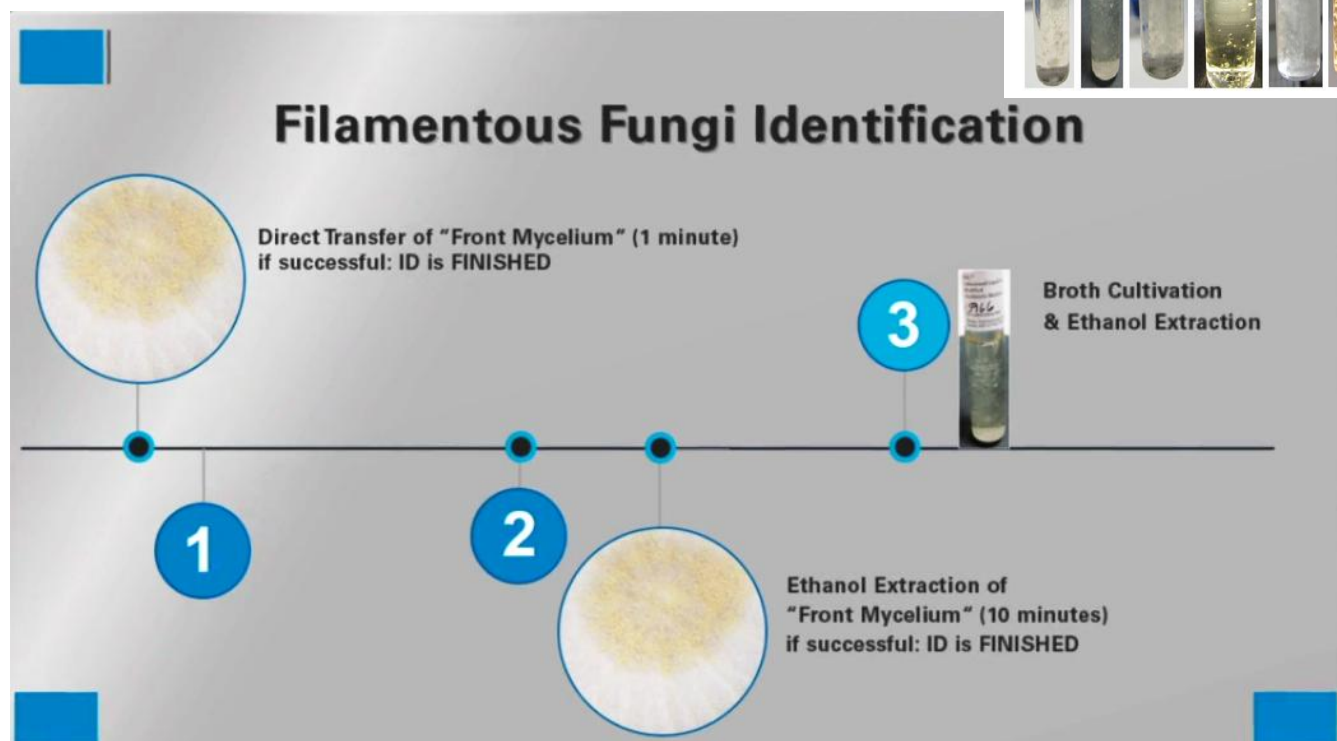 Filamentous Fungi Identification
Direct Transfer of "Front Mycelium" (1 minute)
if successful: ID is FINISHED
3
Broth Cultivation
& Ethanol Extraction
1
2
Ethanol Extraction of
"Front Mycelium" (10 minutes)
if successful: ID is FINISHED